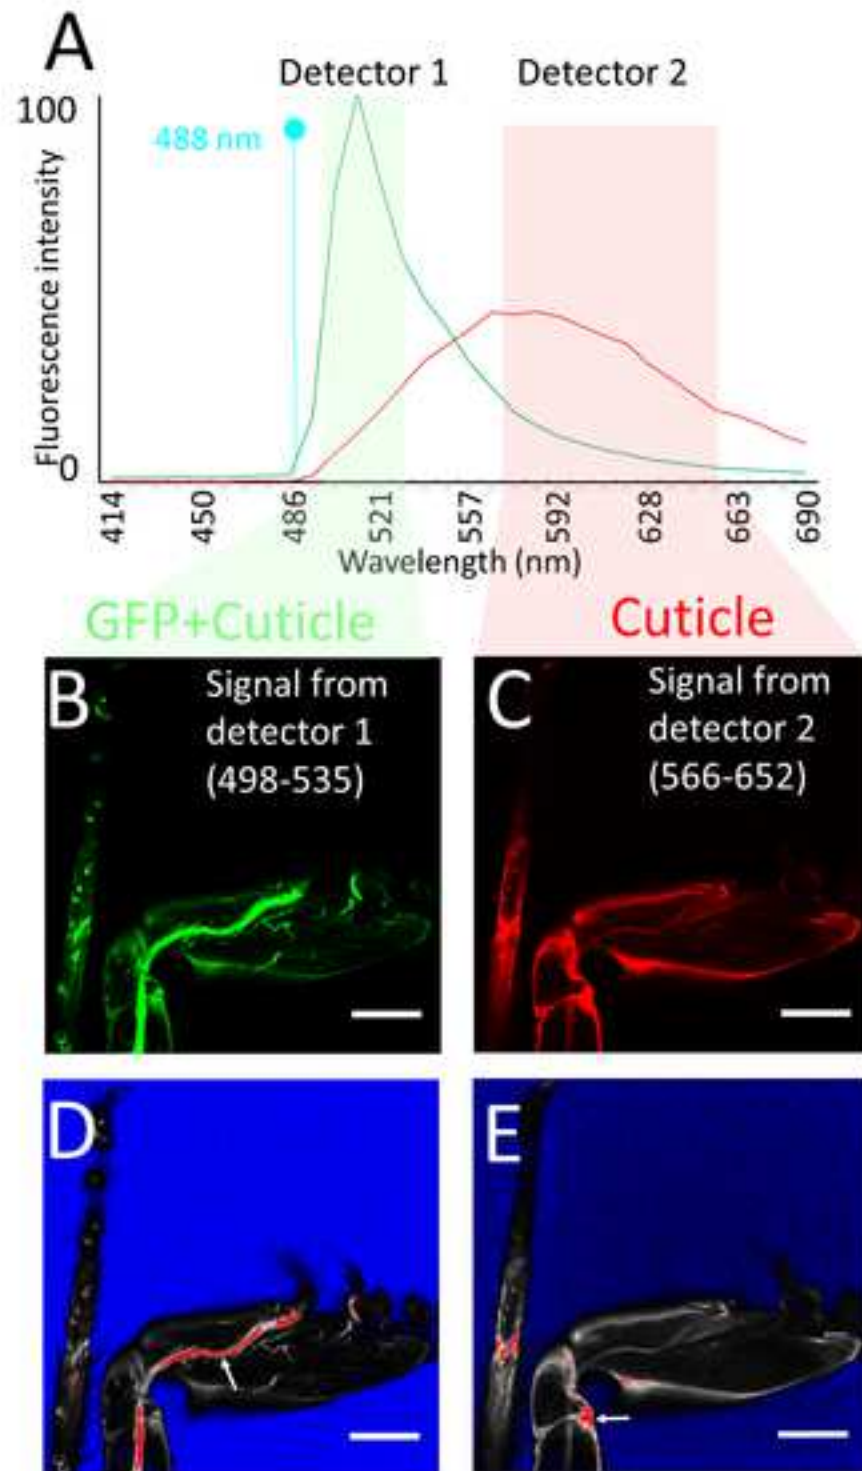 A
Detector 1 Detector 2
100
488 nm
Fluorescence intensity
0
414 450 486 521 557 592 628 663 690
Wavelength (nm)
GFP+Cuticle Cuticle
B
Signal from
detector 1
(498-535)
C
Signal from
detector 2
(566-652)
D
E